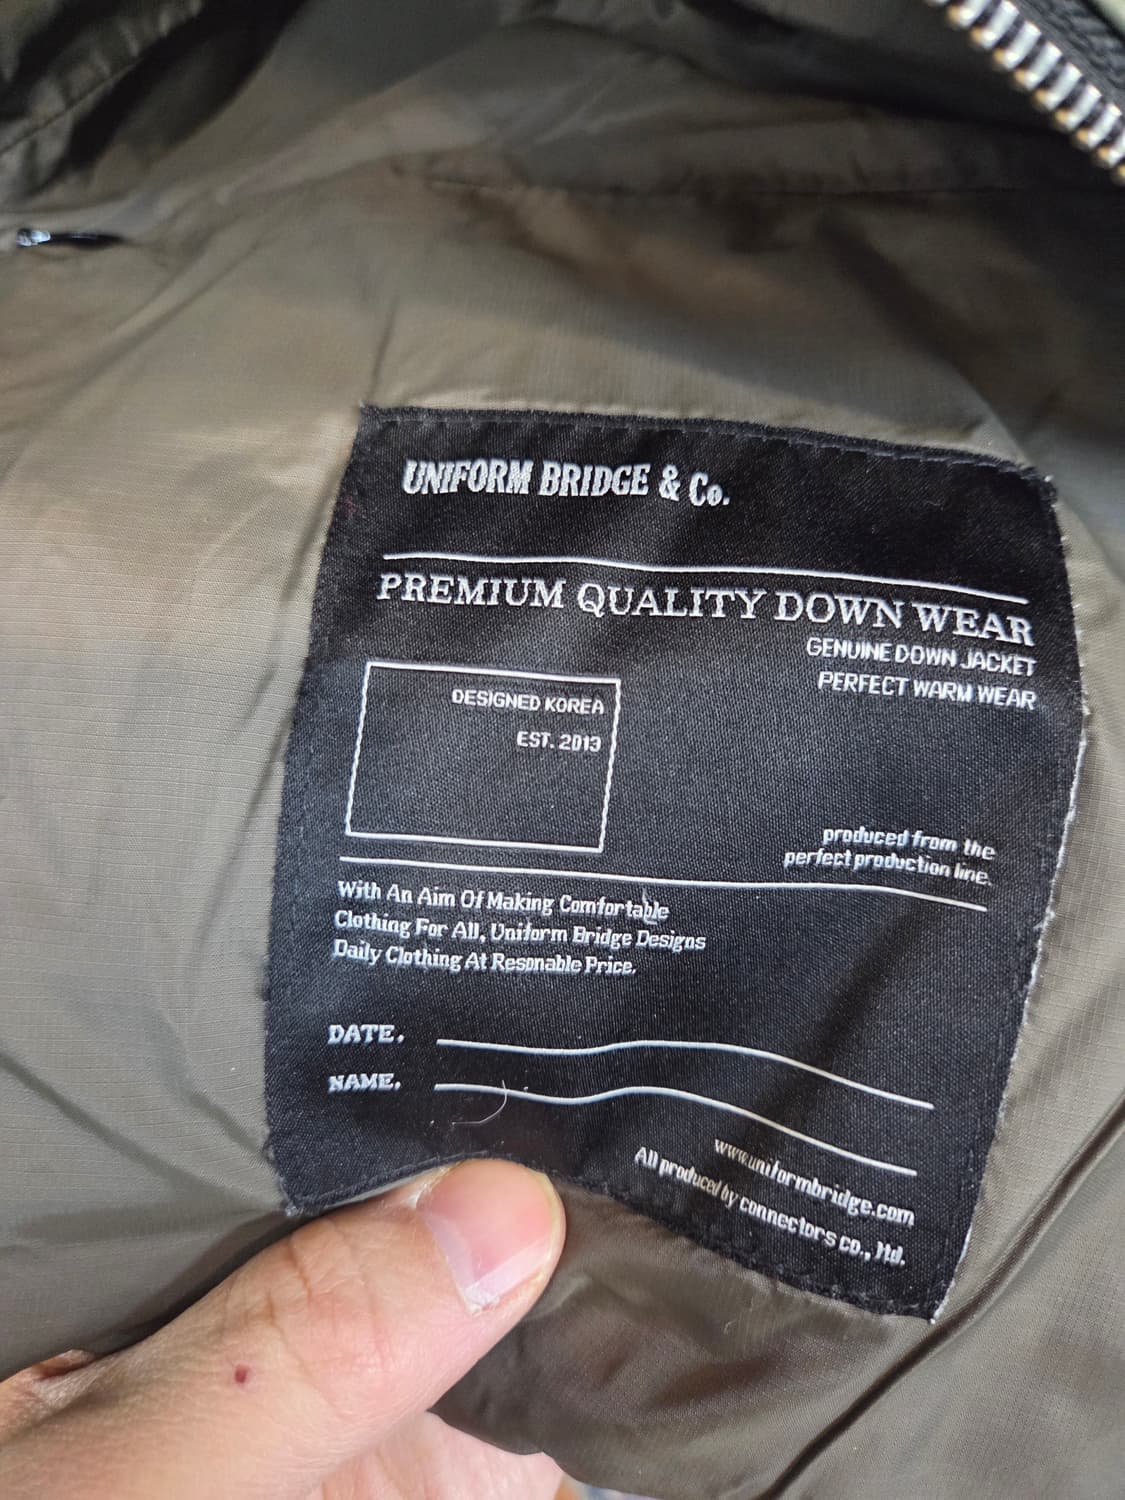 UNIFORM BRIDGE & Co.
PREMIUM QUALITY DOWN WEAR
GENUINE DOWN JACKET
PERFECT WARM WEAR
DESIGNED KOREA
EST. 2013
produced from the
perfect production line.
With An Aim Of Making Comfortable
Clothing For All, Uniform Bridge Designs
Daily Clothing At Resonable Price.
DATE.
NAME.
www.uniformbridge.com
All produced by connectors co., ltd.